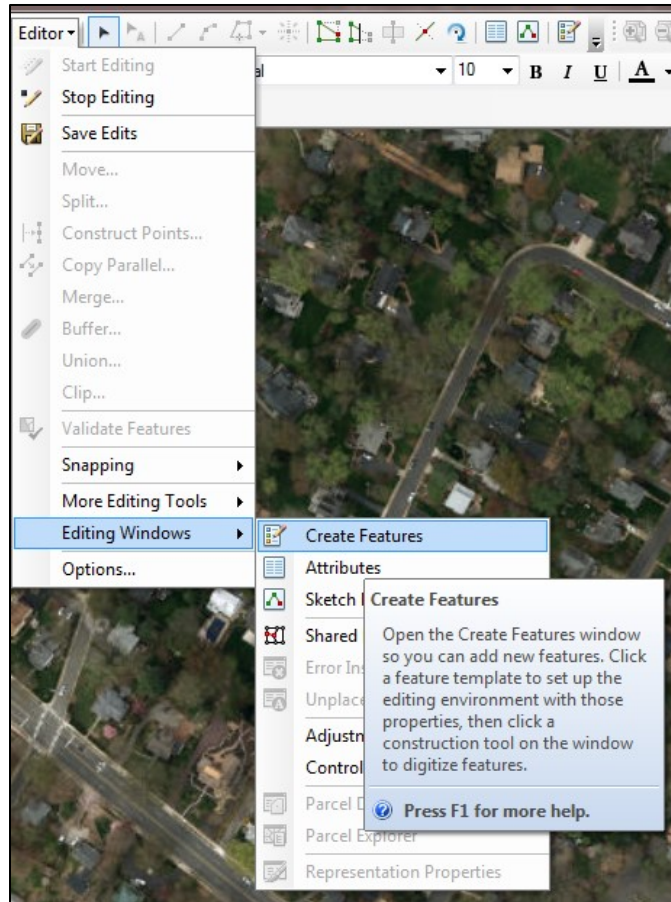 Editor
10
B I U A
Start Editing
Stop Editing
Save Edits
Move...
Split...
Construct Points...
Copy Parallel...
Merge...
Buffer...
Union...
Clip...
Validate Features
Snapping
More Editing Tools
Editing Windows
Options...
Create Features
Attributes
Sketch
Shared
Error
Adjustm
Control
Parcel
Parcel Explorer
Representation Properties
Create Features
Open the Create Features window
so you can add new features. Click
a feature template to set up the
editing environment with those
properties, then click a
construction tool on the window
to digitize features.
Press F1 for more help.